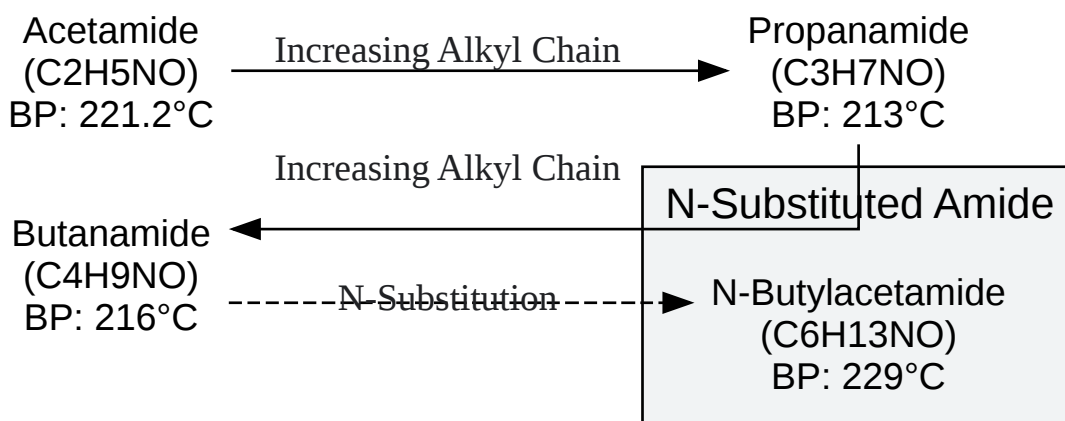 Acetamide
(C2H5NO)
BP: 221.2°C
Increasing Alkyl Chain
Propanamide
(C3H7NO)
BP: 213°C
Increasing Alkyl Chain
N-Substituted Amide
Butanamide
(C4H9NO)
BP: 216°C
N-Substitution
N-Butylacetamide
(C6H13NO)
BP: 229°C